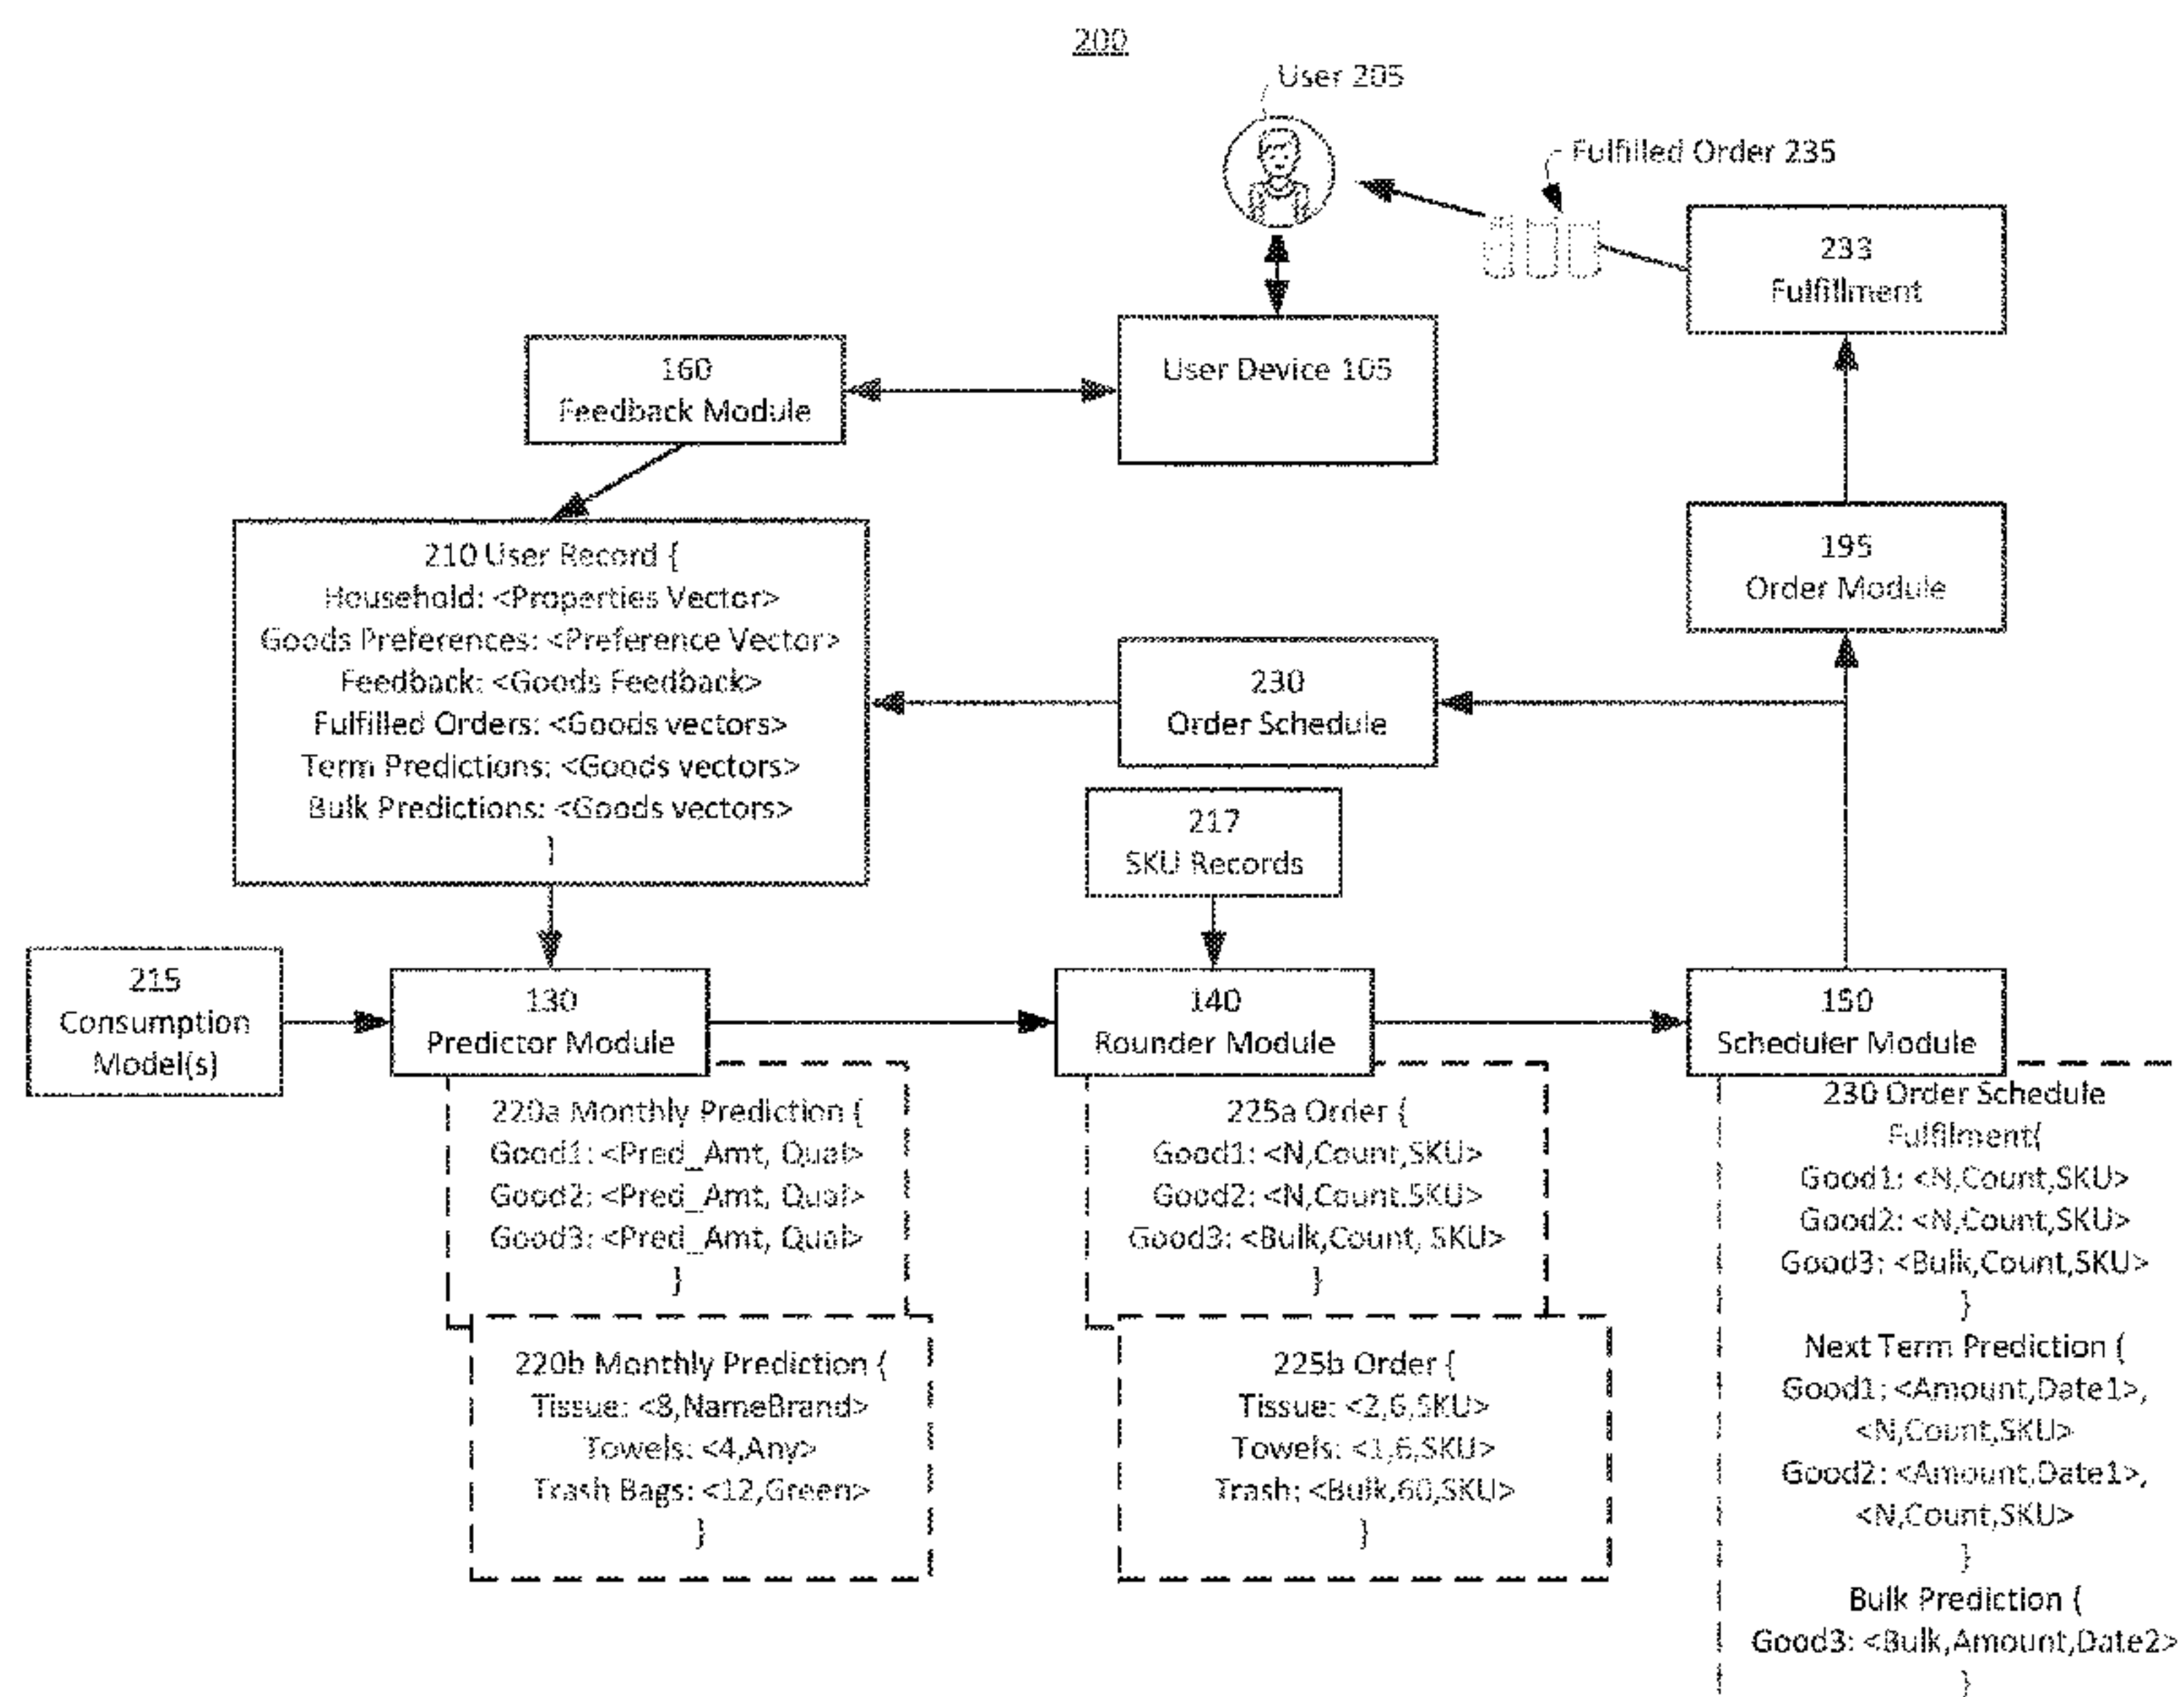 200
User 205
Fulfilled Order 235
233
Fulfillment
160
Feedback Module
User Device 105
210 User Record {
Household: <Properties Vector>
Goods Preferences: <Preference Vector>
Feedback: <Goods Feedback>
Fulfilled Orders: <Goods vectors>
Term Predictions: <Goods vectors>
Bulk Predictions: <Goods vectors>
}
195
Order Module
230
Order Schedule
217
SKU Records
215
Consumption
Model(s)
130
Predictor Module
140
Rounder Module
150
Scheduler Module
220a Monthly Prediction {
Good1: <Pred_Amt, Qual>
Good2: <Pred_Amt, Qual>
Good3: <Pred_Amt, Qual>
}
220b Monthly Prediction {
Tissue: <8,NameBrand>
Towels: <4,Any>
Trash Bags: <12,Green>
}
225a Order {
Good1: <N,Count,SKU>
Good2: <N,Count,SKU>
Good3: <Bulk,Count, SKU>
}
225b Order {
Tissue: <2,6,SKU>
Towels: <1,6,SKU>
Trash: <Bulk,60,SKU>
}
230 Order Schedule
Fulfilment{
Good1: <N,Count,SKU>
Good2: <N,Count,SKU>
Good3: <Bulk,Count,SKU>
}
Next Term Prediction {
Good1: <Amount,Date1>,
<N,Count,SKU>
Good2: <Amount,Date1>,
<N,Count,SKU>
}
Bulk Prediction {
Good3: <Bulk,Amount,Date2>
}